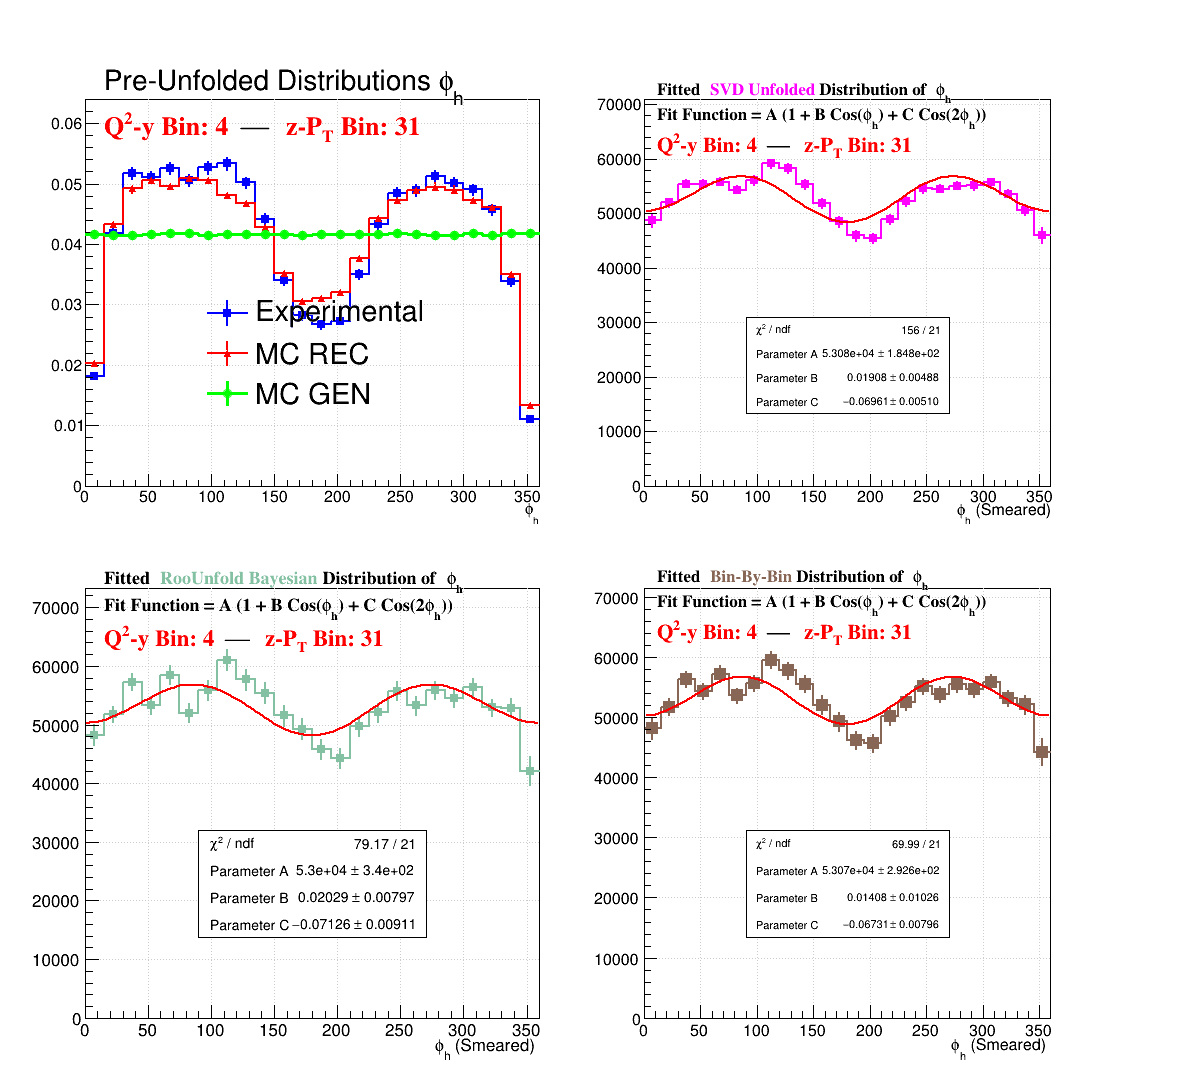 Pre-Unfolded Distributions ϕh
Q²-y Bin: 4 — z-PT Bin: 31
0.06
0.05
0.04
0.03
0.02
0.01
0
Experimental
MC REC
MC GEN
0 50 100 150 200 250 300 350
ϕh
Fitted SVD Unfolded Distribution of ϕh
Fit Function = A (1 + B Cos(ϕh) + C Cos(2ϕh))
Q²-y Bin: 4 — z-PT Bin: 31
70000
60000
50000
40000
30000
20000
10000
0
χ² / ndf 156 / 21
Parameter A 5.308e+04 ± 1.848e+02
Parameter B 0.01908 ± 0.00488
Parameter C −0.06961 ± 0.00510
0 50 100 150 200 250 300 350
ϕh (Smeared)
Fitted RooUnfold Bayesian Distribution of ϕh
Fit Function = A (1 + B Cos(ϕh) + C Cos(2ϕh))
Q²-y Bin: 4 — z-PT Bin: 31
70000
60000
50000
40000
30000
20000
10000
0
χ² / ndf 79.17 / 21
Parameter A 5.3e+04 ± 3.4e+02
Parameter B 0.02029 ± 0.00797
Parameter C −0.07126 ± 0.00911
0 50 100 150 200 250 300 350
ϕh (Smeared)
Fitted Bin-By-Bin Distribution of ϕh
Fit Function = A (1 + B Cos(ϕh) + C Cos(2ϕh))
Q²-y Bin: 4 — z-PT Bin: 31
70000
60000
50000
40000
30000
20000
10000
0
χ² / ndf 69.99 / 21
Parameter A 5.307e+04 ± 2.926e+02
Parameter B 0.01408 ± 0.01026
Parameter C −0.06731 ± 0.00796
0 50 100 150 200 250 300 350
ϕh (Smeared)